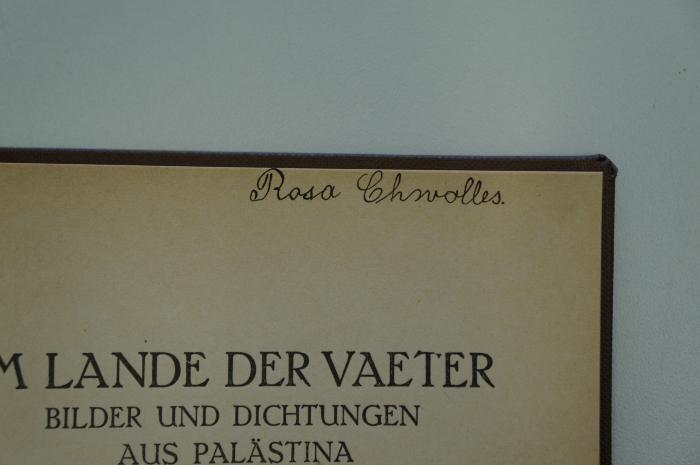 Rosa Chwolles.
M LANDE DER VAETER
BILDER UND DICHTUNGEN
AUS PALÄSTINA